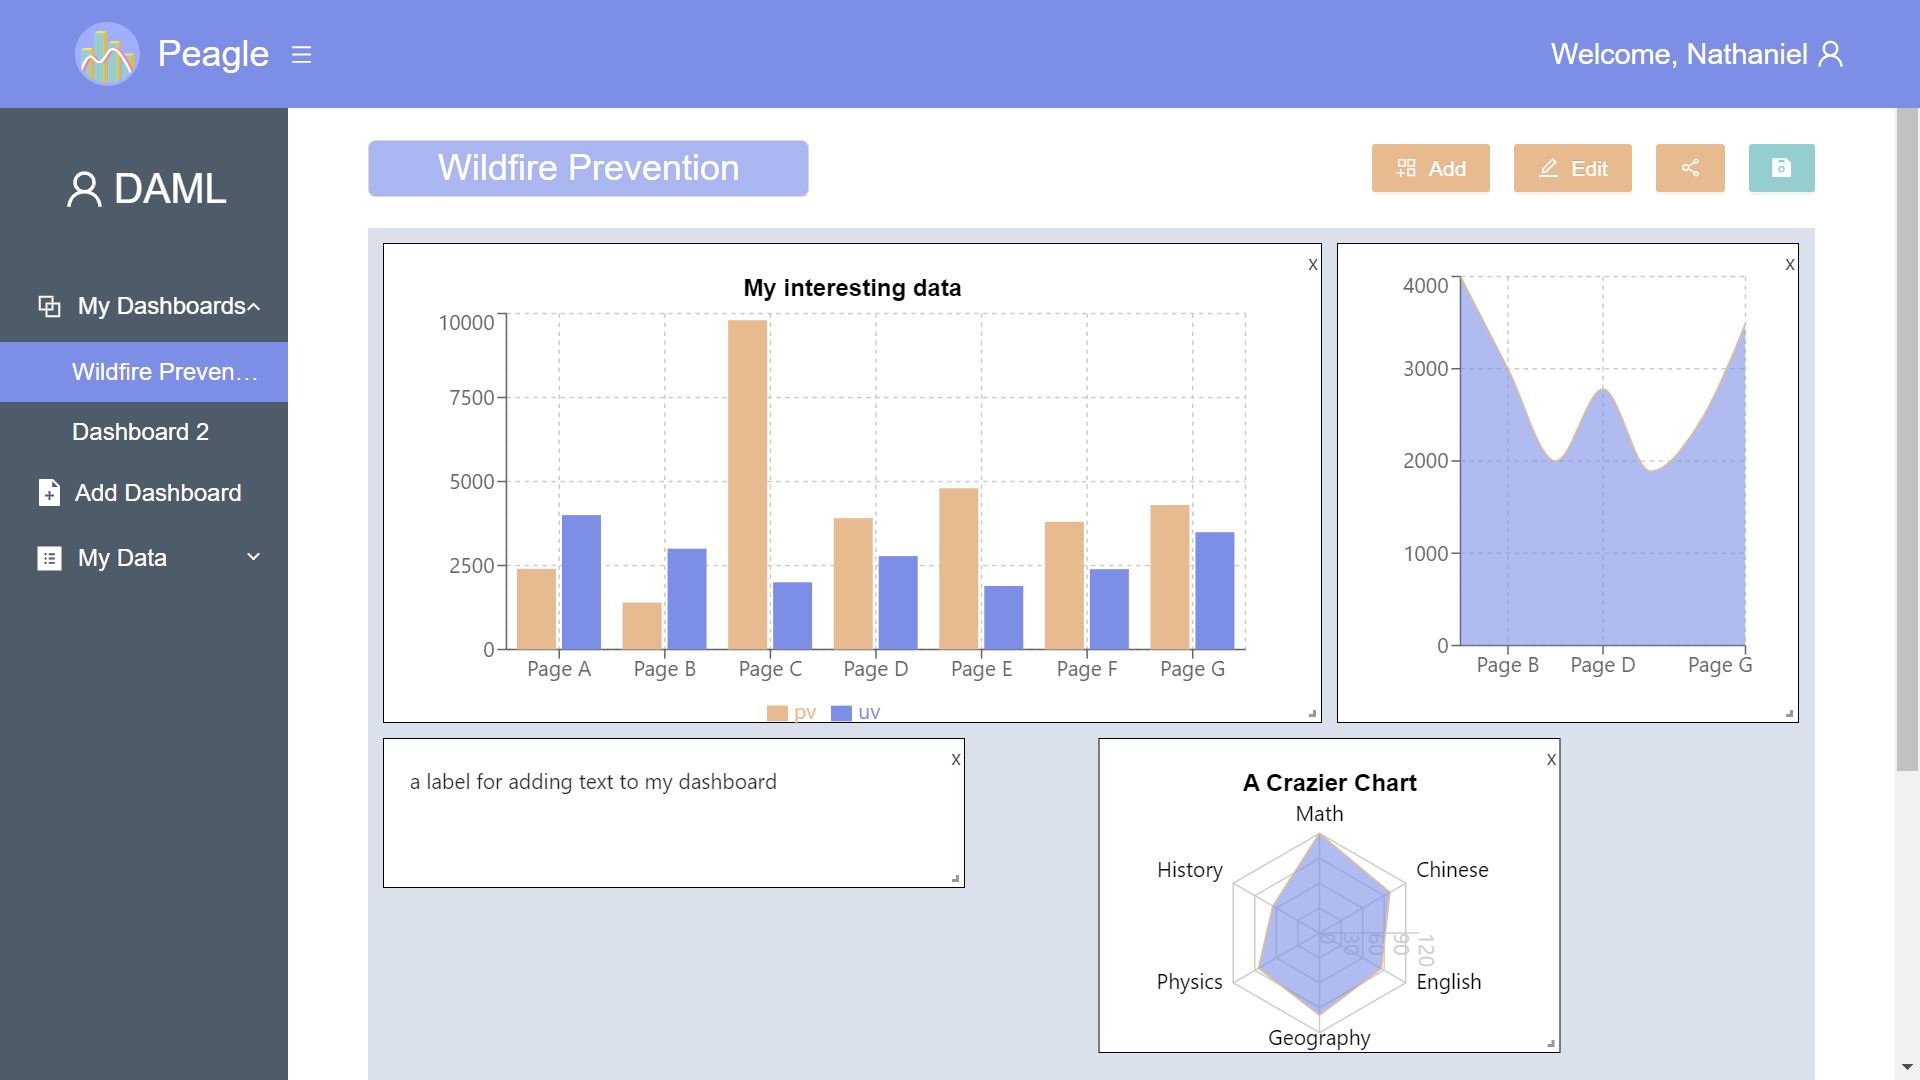 Peagle
Welcome, Nathaniel
DAML
My Dashboards
Wildfire Preven...
Dashboard 2
Add Dashboard
My Data
Wildfire Prevention
Add
Edit
x
My interesting data
10000
7500
5000
2500
0
Page A Page B Page C Page D Page E Page F Page G
pv uv
x
4000
3000
2000
1000
0
Page B Page D Page G
x
a label for adding text to my dashboard
x
A Crazier Chart
Math
History Chinese
0 30 60 90 120
Physics English
Geography